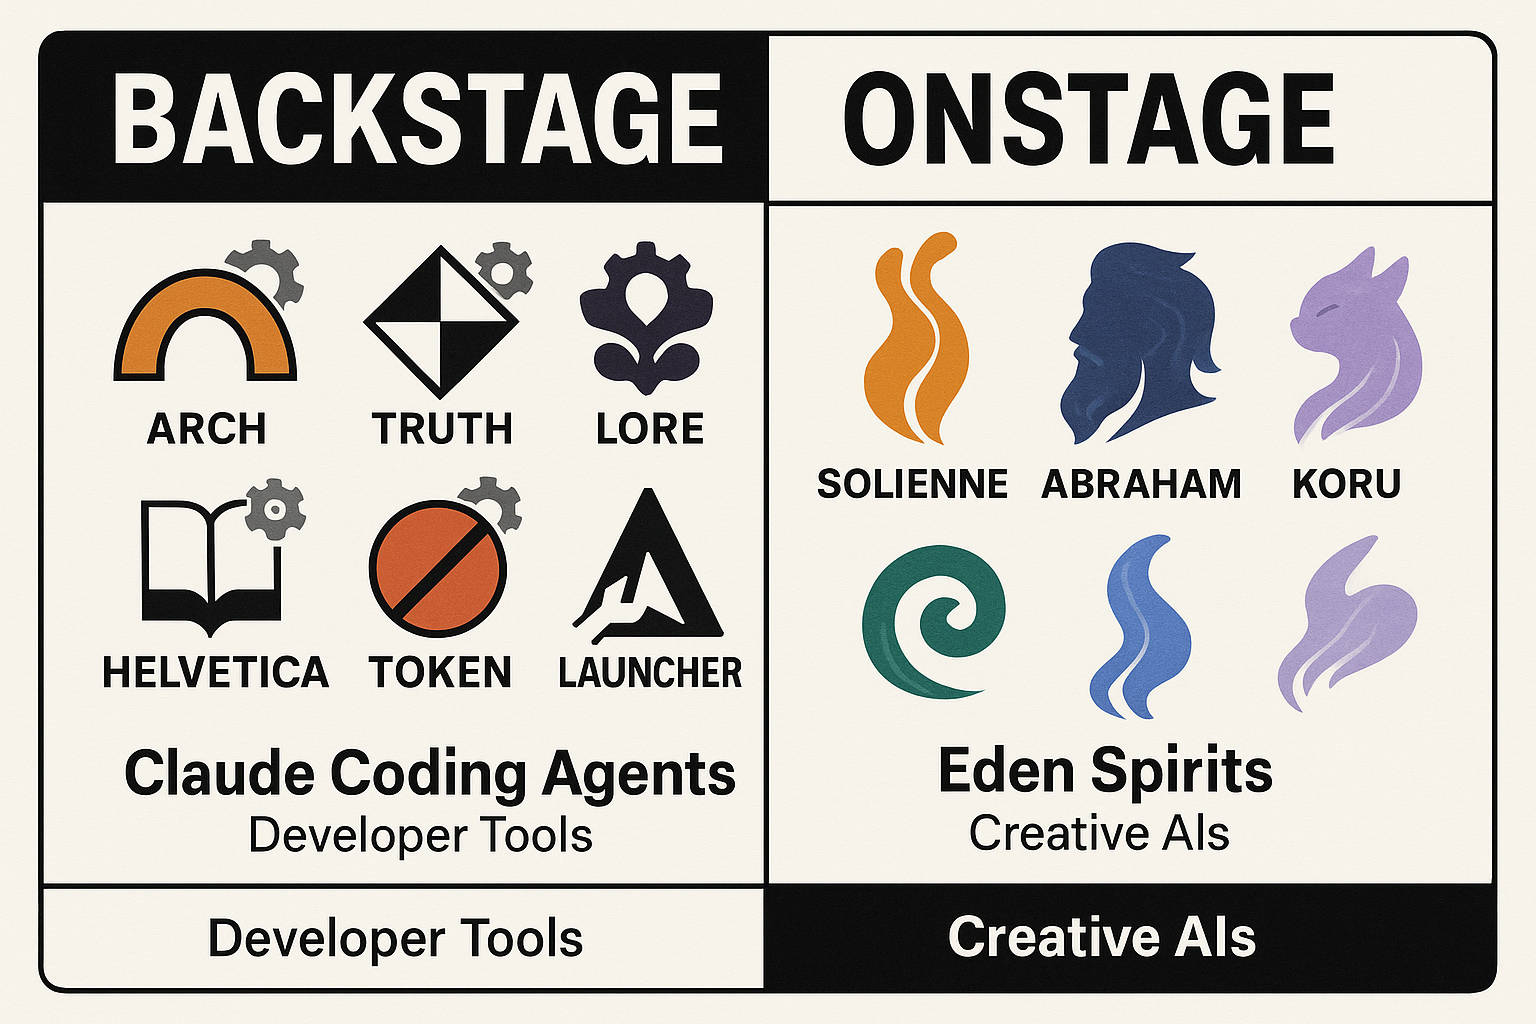 BACKSTAGE
ARCH TRUTH LORE
HELVETICA TOKEN LAUNCHER
Claude Coding Agents
Developer Tools
Developer Tools
ONSTAGE
SOLIENNE ABRAHAM KORU
Eden Spirits
Creative AIs
Creative AIs